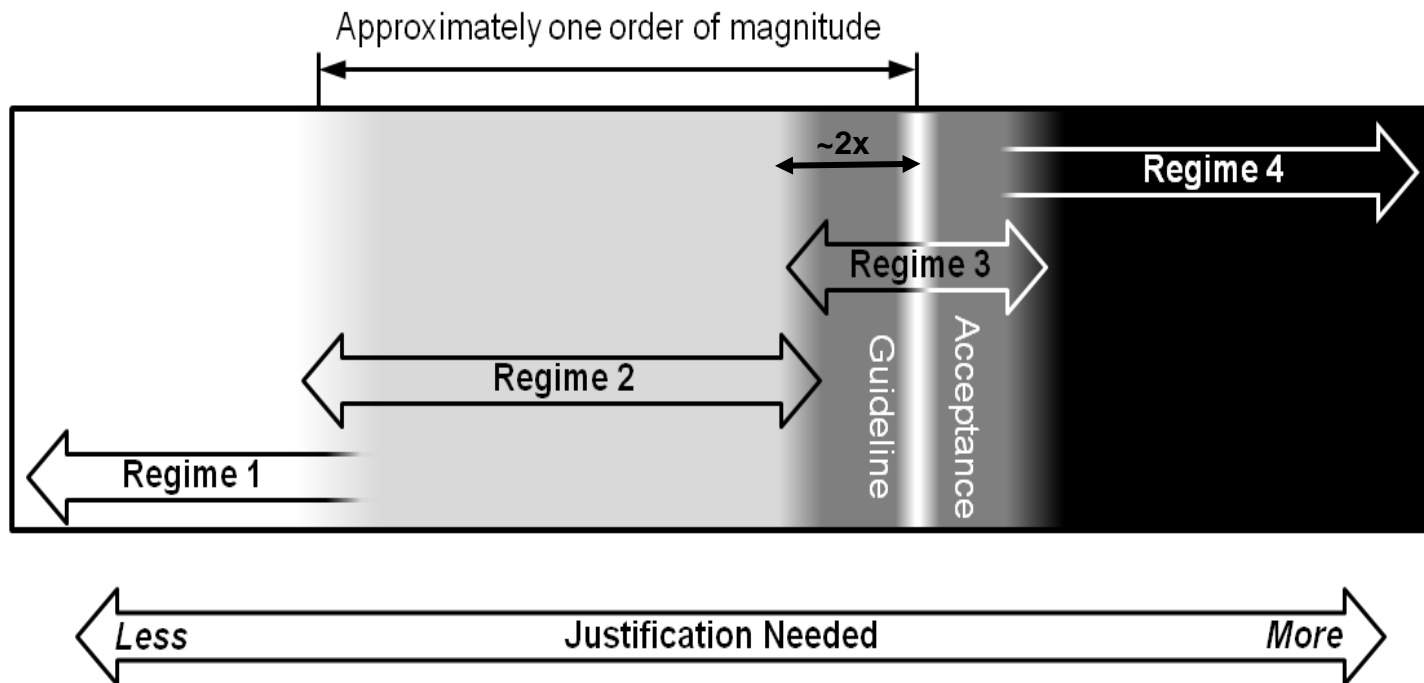 Approximately one order of magnitude
~2x
Regime 4
Regime 3
Acceptance
Guideline
Regime 2
Regime 1
Less Justification Needed More